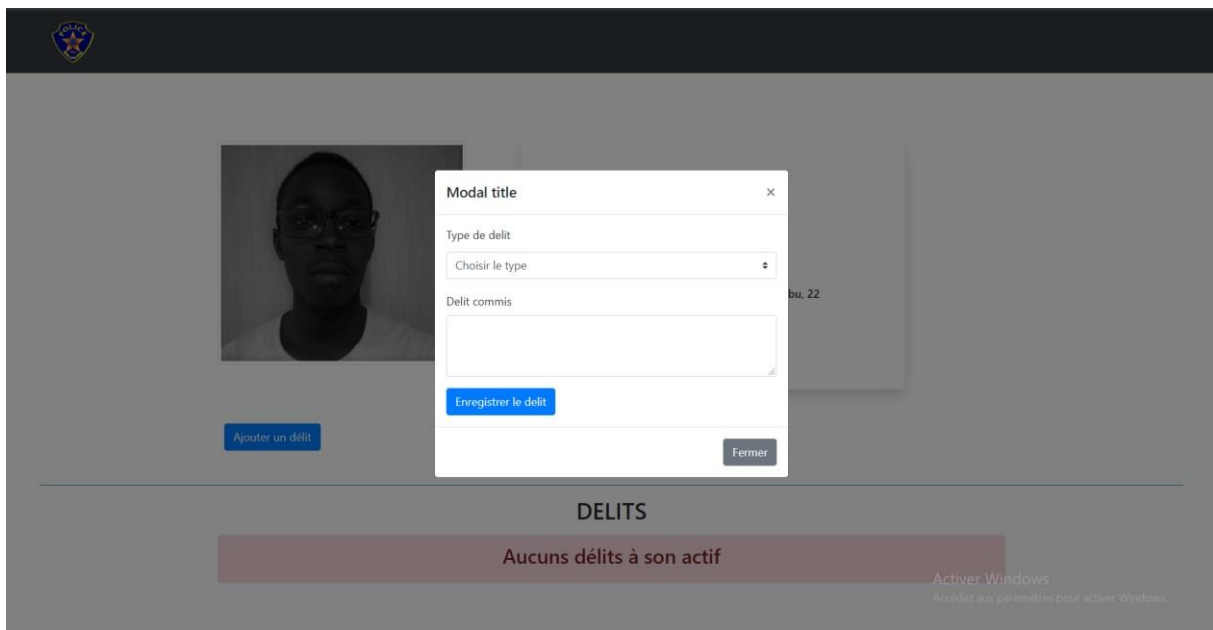 POLICE
Modal title
×
Type de delit
Choisir le type
Delit commis
bu, 22
Enregistrer le delit
Fermer
Ajouter un délit
DELITS
Aucuns délits à son actif
Activer Windows
Accédez aux paramètres pour activer Windows.